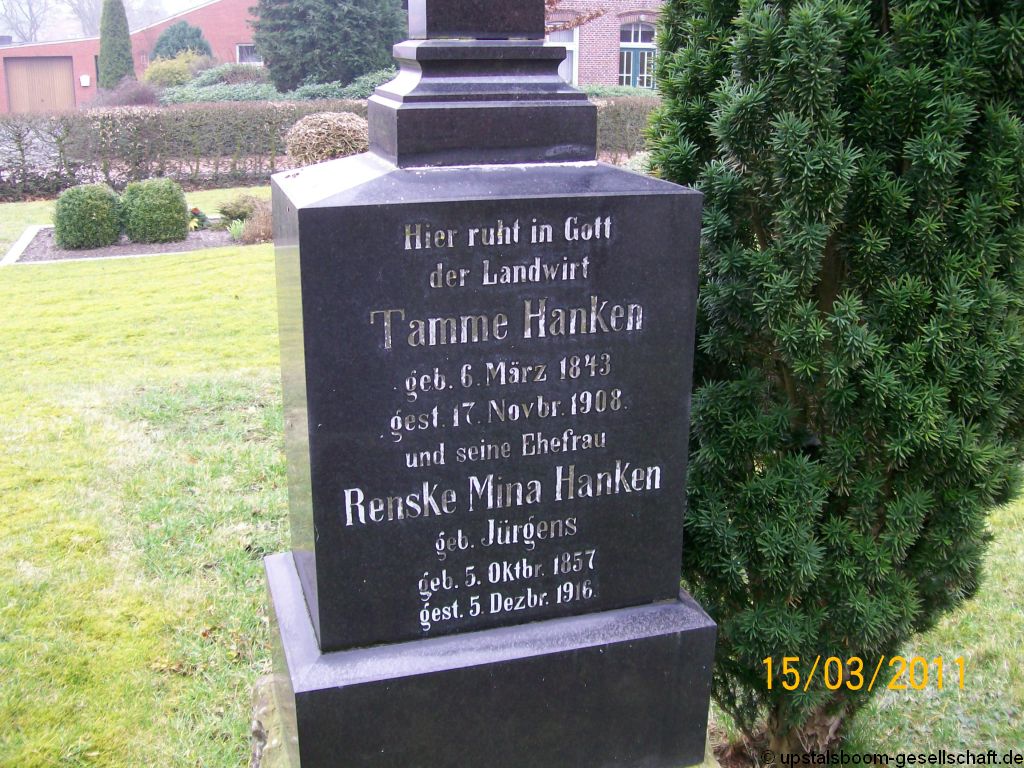 Hier ruht in Gott
der Landwirt
Tamme Hanken
geb. 6. März 1843
gest. 17. Novbr. 1908.
und seine Ehefrau
Renske Mina Hanken
geb. Jürgens
geb. 5. Oktbr. 1857
gest. 5. Dezbr. 1916.
15/03/2011
© upstalsboom-gesellschaft.de